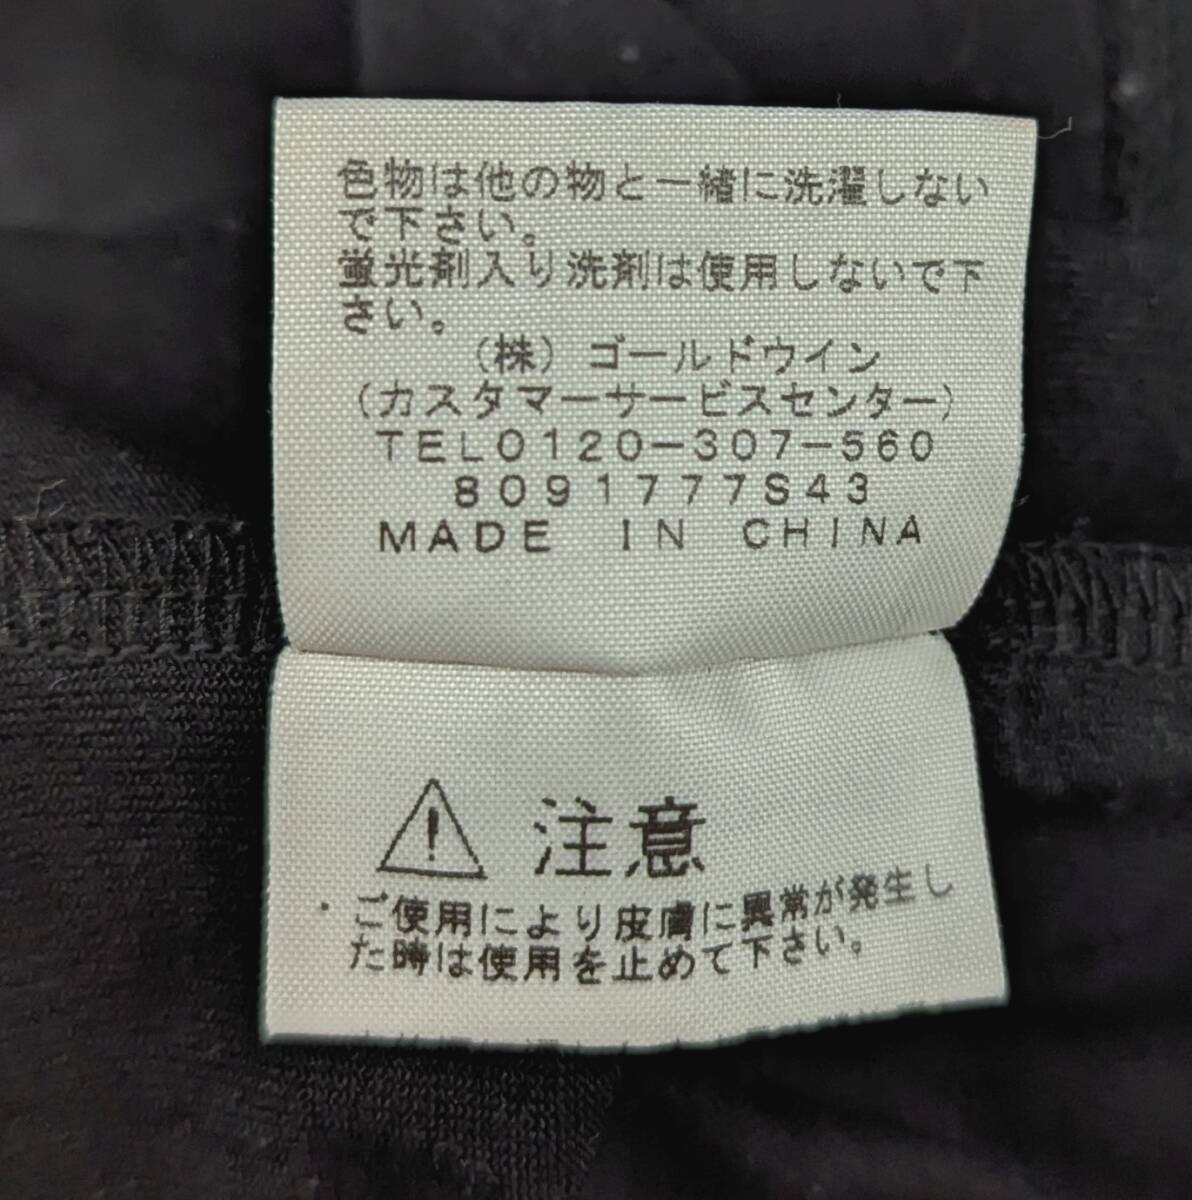 色物は他の物と一緒に洗濯しない
で下さい。
蛍光剤入り洗剤は使用しないで下
さい。
(株)ゴールドウイン
(カスタマーサービスセンター)
TEL0120-307-560
8091777S43
MADE IN CHINA
注意
・ご使用により皮膚に異常が発生し
た時は使用を止めて下さい。